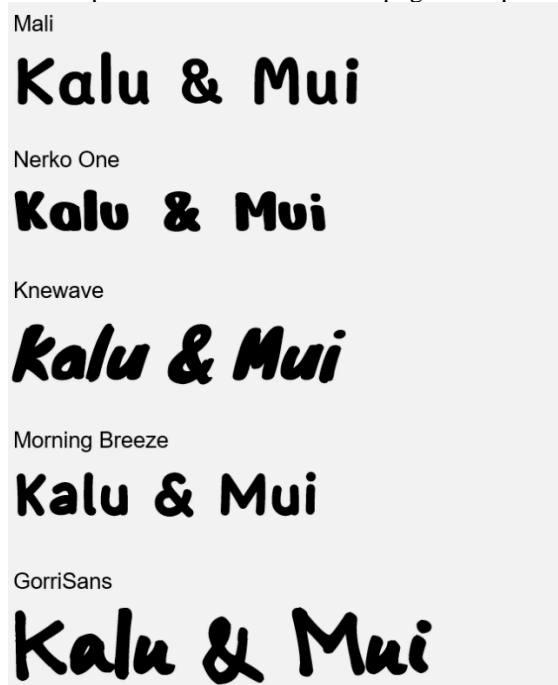 Mali
Kalu & Mui
Nerko One
Kalu & Mui
Knewave
Kalu & Mui
Morning Breeze
Kalu & Mui
GorriSans
Kalu & Mui